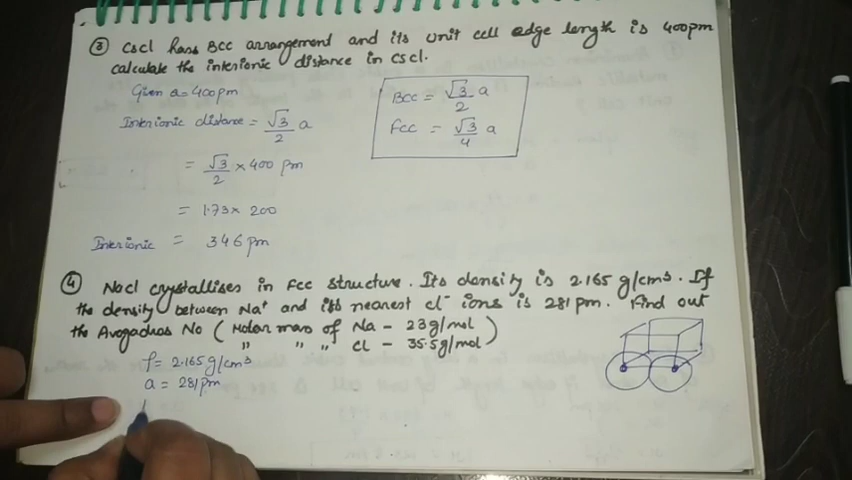 ③ CsCl has BCC arrangement and its unit cell edge length is 400pm
calculate the interionic distance in CsCl.
Given a = 400pm
Interionic distance = √3/2 a
= √3/2 × 400 pm
= 1.73 × 200
Interionic = 346 pm
BCC = √3/2 a
FCC = √3/4 a
④ NaCl crystallises in FCC structure. Its density is 2.165 g/cm³. If
the density between Na⁺ and its nearest Cl⁻ ions is 281 pm. Find out
the Avogadros No ( Molar mass of Na - 23g/mol )
" " " Cl - 35.5g/mol )
ρ = 2.165 g/cm³
a = 281 pm